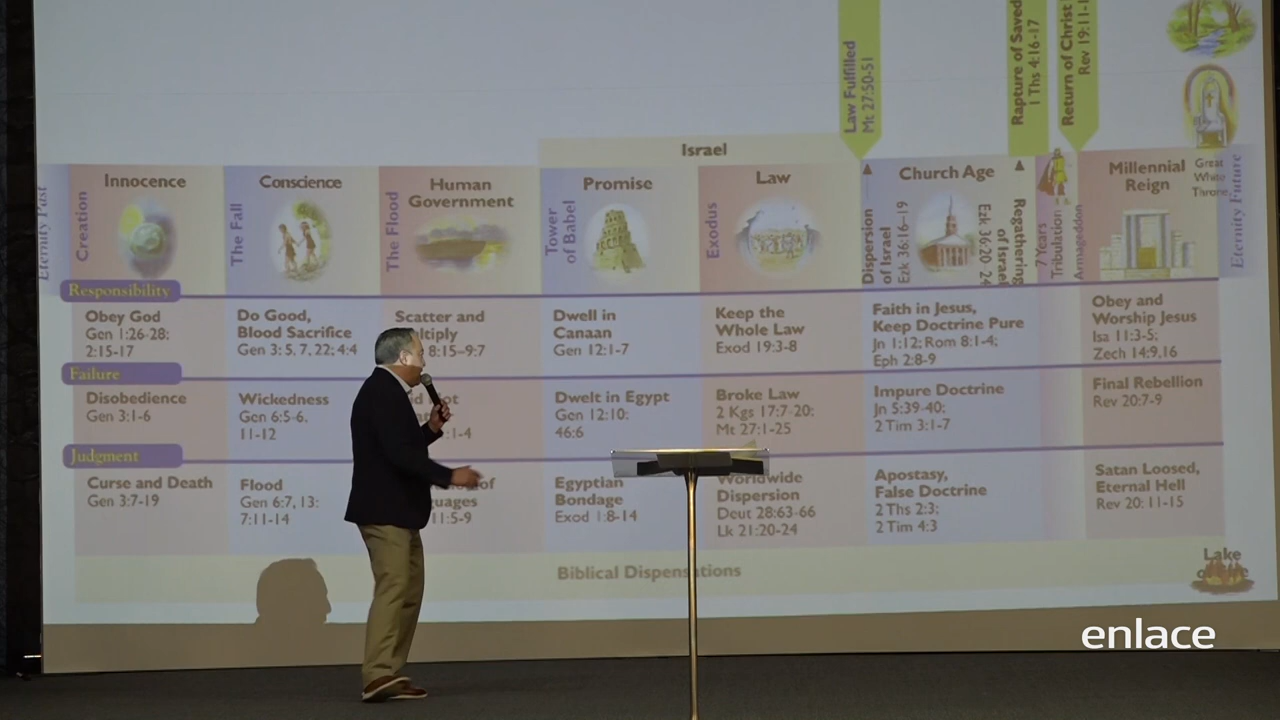 Law Fulfilled
Mt 27:50-51
Rapture of Saved
1 Ths 4:16-17
Return of Christ
Rev 19:11-1
Israel
Eternity Past
Creation
Innocence
The Fall
Conscience
The Flood
Human
Government
Tower
of Babel
Promise
Exodus
Law
Dispersion
of Israel
Ezk 36:16–19
Church Age
Ezk 36:20 24
Regathering
of Israel
7 Years
Tribulation
Armageddon
Millennial
Reign
Great
White
Throne
Eternity Future
Responsibility
Obey God
Gen 1:26-28:
2:15-17
Do Good,
Blood Sacrifice
Gen 3: 5, 7, 22; 4:4
Scatter and
8:15–9:7
Dwell in
Canaan
Gen 12:1-7
Keep the
Whole Law
Exod 19:3-8
Faith in Jesus,
Keep Doctrine Pure
Jn 1:12; Rom 8:1-4;
Eph 2:8-9
Obey and
Worship Jesus
Isa 11:3-5;
Zech 14:9,16
Failure
Disobedience
Gen 3:1-6
Wickedness
Gen 6:5-6,
11-12
:1-4
Dwelt in Egypt
Gen 12:10:
46:6
Broke Law
2 Kgs 17:7-20:
Mt 27:1-25
Impure Doctrine
Jn 5:39-40;
2 Tim 3:1-7
Final Rebellion
Rev 20:7-9
Judgment
Curse and Death
Gen 3:7-19
Flood
Gen 6:7, 13:
7:11-14
of
11:5-9
Egyptian
Bondage
Exod 1:8-14
Worldwide
Dispersion
Deut 28:63-66
Lk 21:20-24
Apostasy,
False Doctrine
2 Ths 2:3;
2 Tim 4:3
Satan Loosed,
Eternal Hell
Rev 20: 11-15
Biblical Dispensations
Lake
enlace